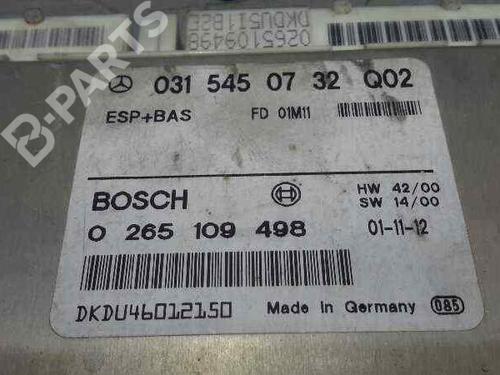 0265109498
DKDU5I1B2E
031 545 07 32 Q02
ESP+BAS FD 01M11
BOSCH HW 42/00
SW 14/00
0 265 109 498 01-11-12
DKDU46012150 Made in Germany 085
B-PARTS